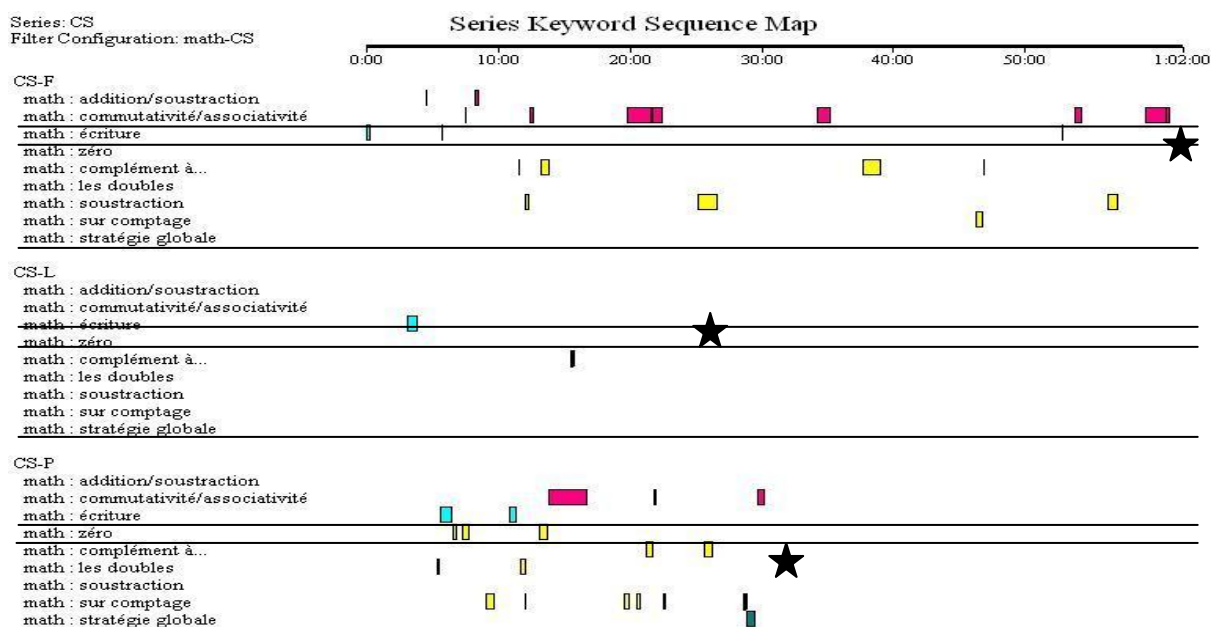 Series: CS
Series Keyword Sequence Map
Filter Configuration: math-CS
0:00 10:00 20:00 30:00 40:00 50:00 1:02:00
CS-F
math : addition/soustraction
math : commutativité/associativité
math : écriture
math : zéro
math : complément à...
math : les doubles
math : soustraction
math : sur comptage
math : stratégie globale
CS-L
math : addition/soustraction
math : commutativité/associativité
math : écriture
math : zéro
math : complément à...
math : les doubles
math : soustraction
math : sur comptage
math : stratégie globale
CS-P
math : addition/soustraction
math : commutativité/associativité
math : écriture
math : zéro
math : complément à...
math : les doubles
math : soustraction
math : sur comptage
math : stratégie globale